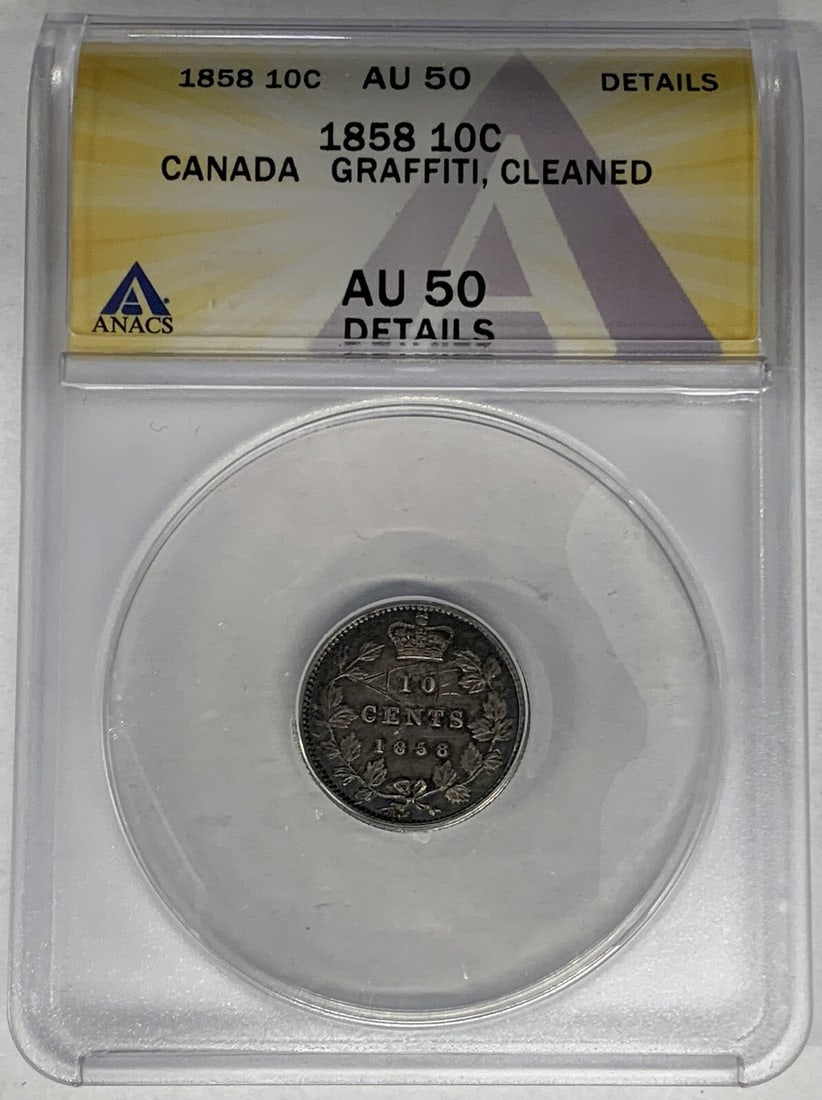 1858 10C AU 50 DETAILS
1858 10C
CANADA GRAFFITI, CLEANED
AU 50
DETAILS
ANACS
10
CENTS
1858